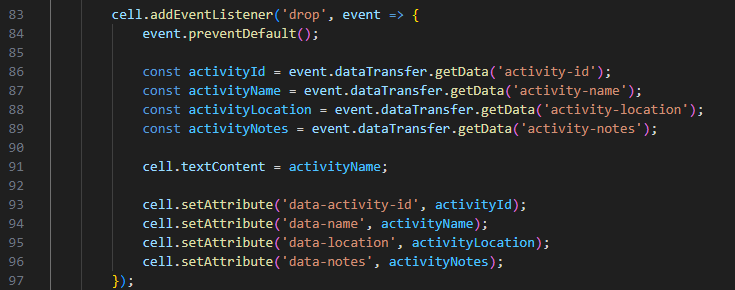 83 cell.addEventListener('drop', event => {
84 event.preventDefault();
85
86 const activityId = event.dataTransfer.getData('activity-id');
87 const activityName = event.dataTransfer.getData('activity-name');
88 const activityLocation = event.dataTransfer.getData('activity-location');
89 const activityNotes = event.dataTransfer.getData('activity-notes');
90
91 cell.textContent = activityName;
92
93 cell.setAttribute('data-activity-id', activityId);
94 cell.setAttribute('data-name', activityName);
95 cell.setAttribute('data-location', activityLocation);
96 cell.setAttribute('data-notes', activityNotes);
97 });